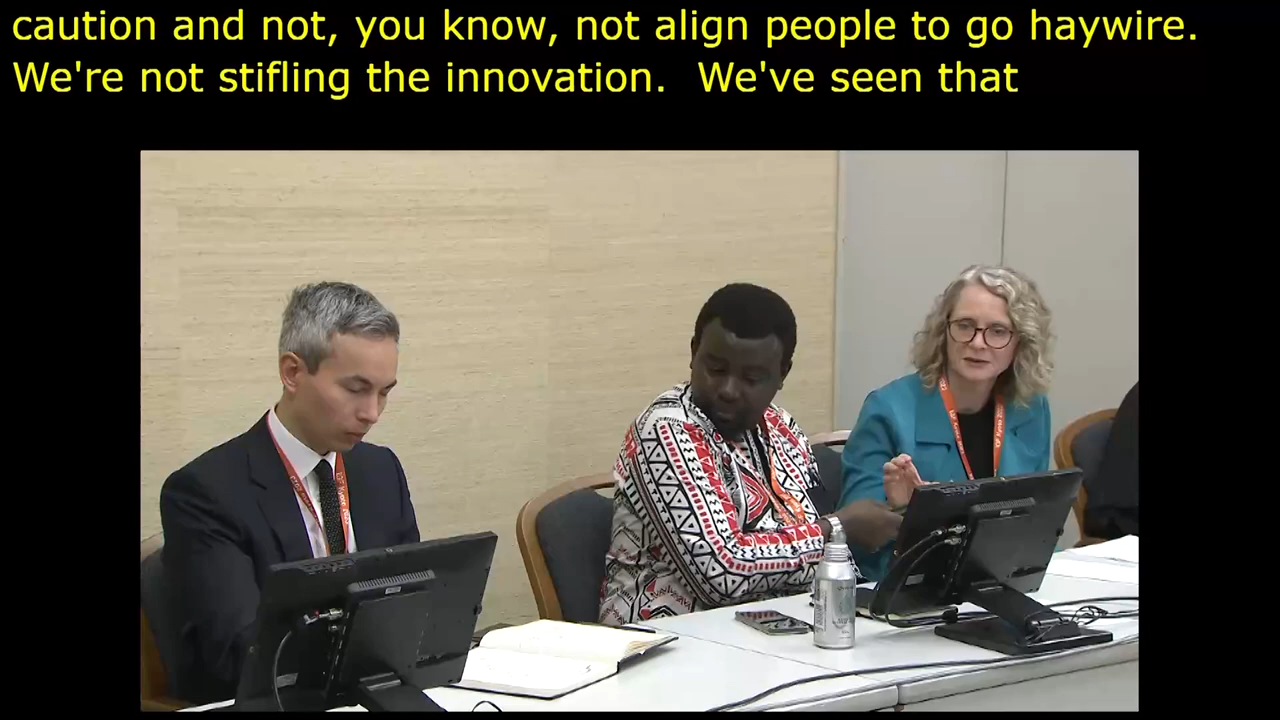 caution and not, you know, not align people to go haywire.
We're not stifling the innovation.  We've seen that